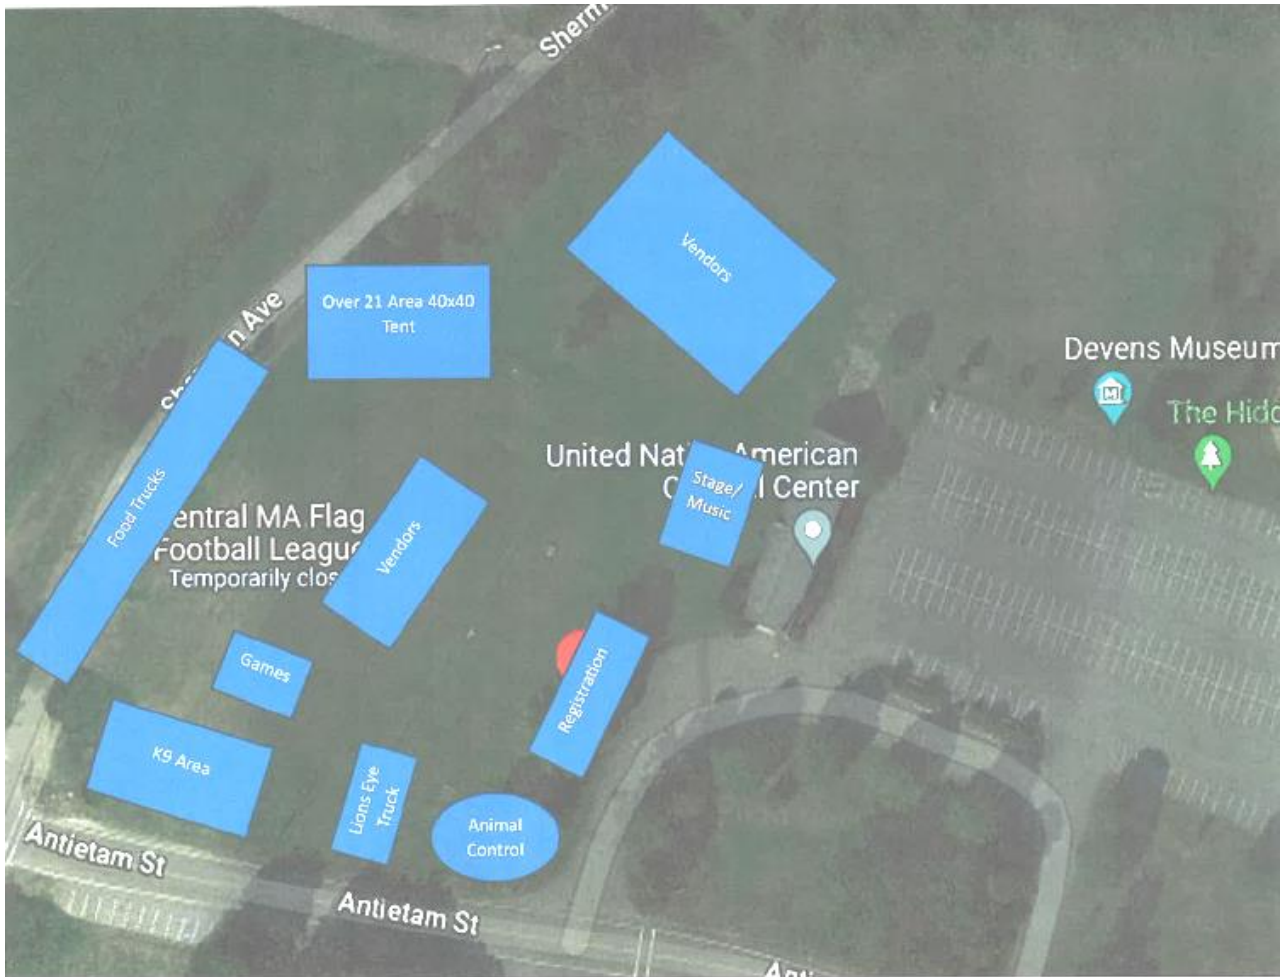 Sherm
Vendors
Over 21 Area 40x40
Tent
n Ave
Devens Museum
The Hidd
United Nati American
C l Center
Stage/
Music
Food Trucks
entral MA Flag
Football League
Temporarily clos
Vendors
Games
Registration
K9 Area
Lions Eye
Truck
Animal
Control
Antietam St
Antietam St